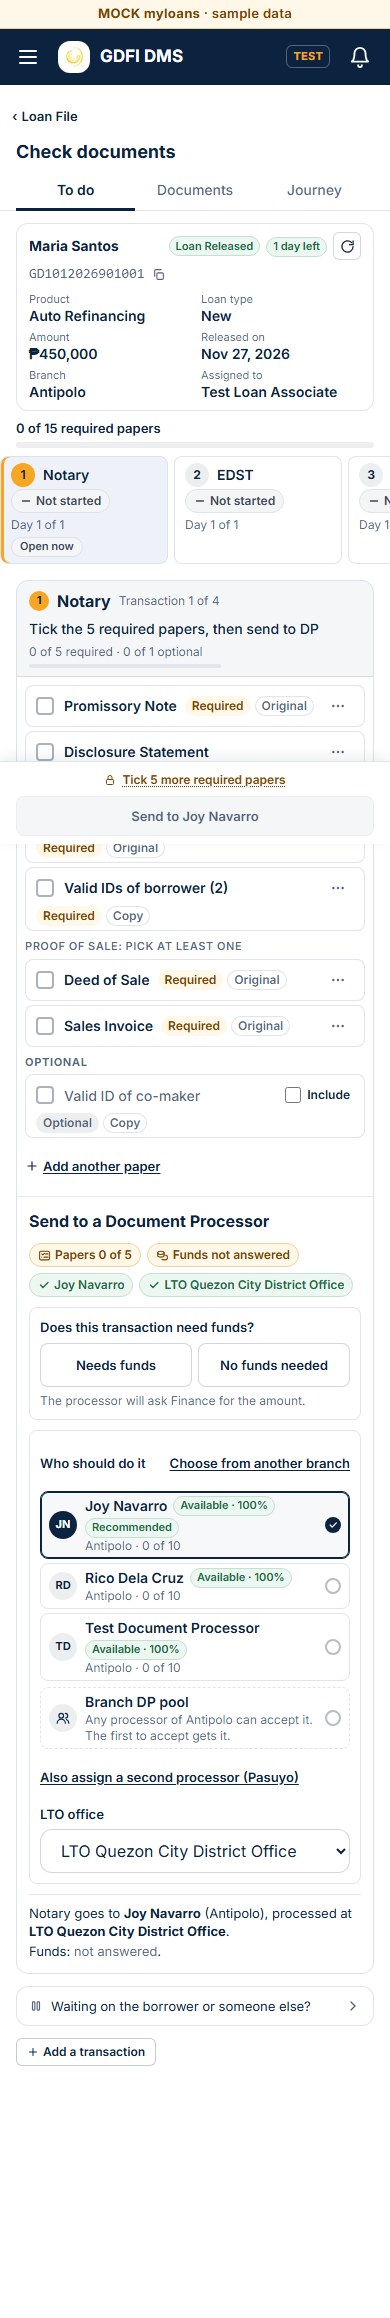 MOCK myloans · sample data
GDFI DMS
TEST
‹ Loan File
Check documents
To do
Documents
Journey
Maria Santos
Loan Released
1 day left
GD1012026901001
Product
Loan type
Auto Refinancing
New
Amount
Released on
₱450,000
Nov 27, 2026
Branch
Assigned to
Antipolo
Test Loan Associate
0 of 15 required papers
1 Notary
— Not started
Day 1 of 1
Open now
2 EDST
— Not started
Day 1 of 1
3
— N
Day 1
1 Notary Transaction 1 of 4
Tick the 5 required papers, then send to DP
0 of 5 required · 0 of 1 optional
Promissory Note Required Original ···
Disclosure Statement
Tick 5 more required papers
Send to Joy Navarro
Required Original
Valid IDs of borrower (2) ···
Required Copy
PROOF OF SALE: PICK AT LEAST ONE
Deed of Sale Required Original ···
Sales Invoice Required Original ···
OPTIONAL
Valid ID of co-maker Include
Optional Copy
+ Add another paper
Send to a Document Processor
Papers 0 of 5 Funds not answered
✓ Joy Navarro ✓ LTO Quezon City District Office
Does this transaction need funds?
Needs funds
No funds needed
The processor will ask Finance for the amount.
Who should do it
Choose from another branch
JN
Joy Navarro Available · 100%
Recommended
Antipolo · 0 of 10
RD
Rico Dela Cruz Available · 100%
Antipolo · 0 of 10
TD
Test Document Processor
Available · 100%
Antipolo · 0 of 10
Branch DP pool
Any processor of Antipolo can accept it.
The first to accept gets it.
Also assign a second processor (Pasuyo)
LTO office
LTO Quezon City District Office
Notary goes to Joy Navarro (Antipolo), processed at
LTO Quezon City District Office.
Funds: not answered.
Waiting on the borrower or someone else?
+ Add a transaction